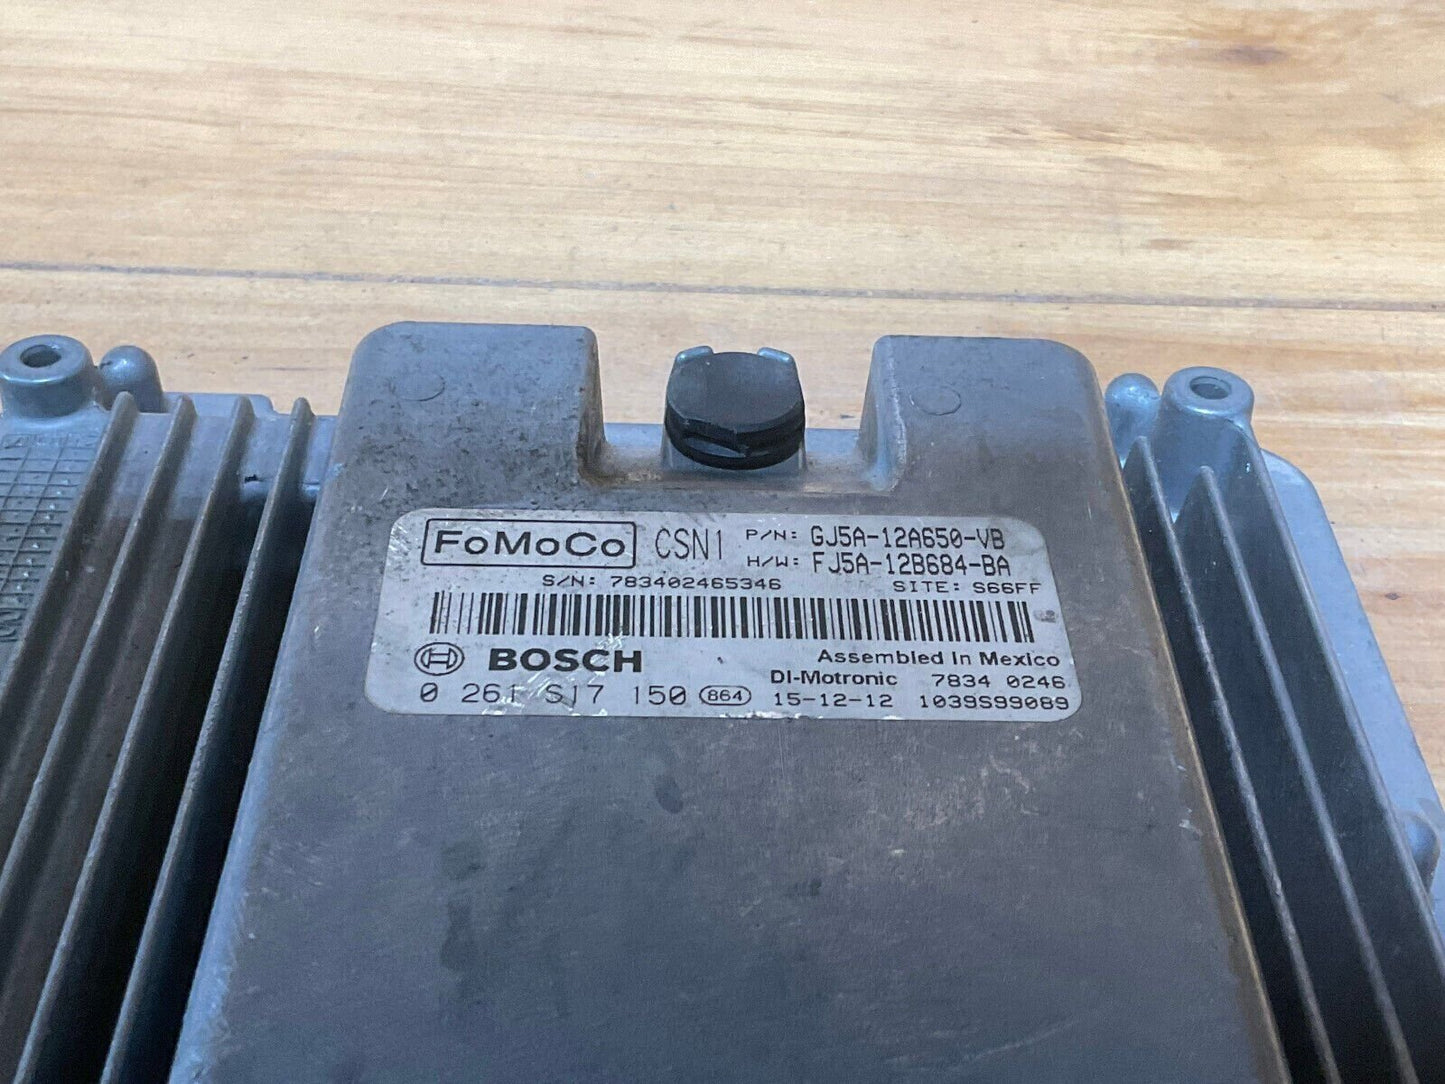 FoMoCo CSN1 P/N: GJ5A-12A650-VB
H/W: FJ5A-12B684-BA
S/N: 783402465346 SITE: S66FF
BOSCH Assembled In Mexico
DI-Motronic 7834 0246
0 261 S17 150 864 15-12-12 1039S99089